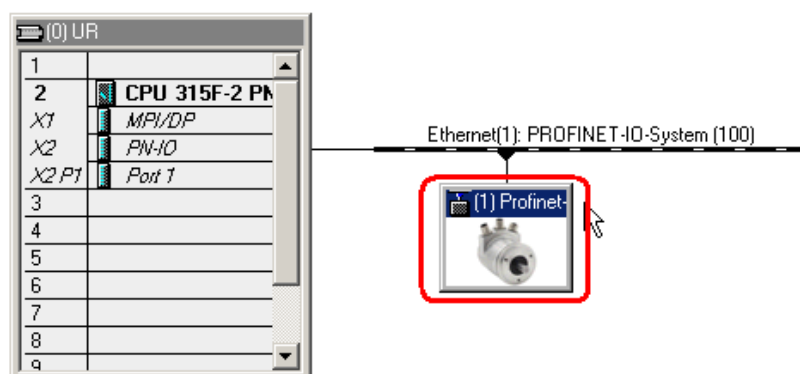 (0) UR
1
2 CPU 315F-2 PN
X1 MPI/DP
X2 PN-IO
X2 P1 Port 1
3
4
5
6
7
8
9
Ethernet(1): PROFINET-IO-System (100)
(1) Profinet-